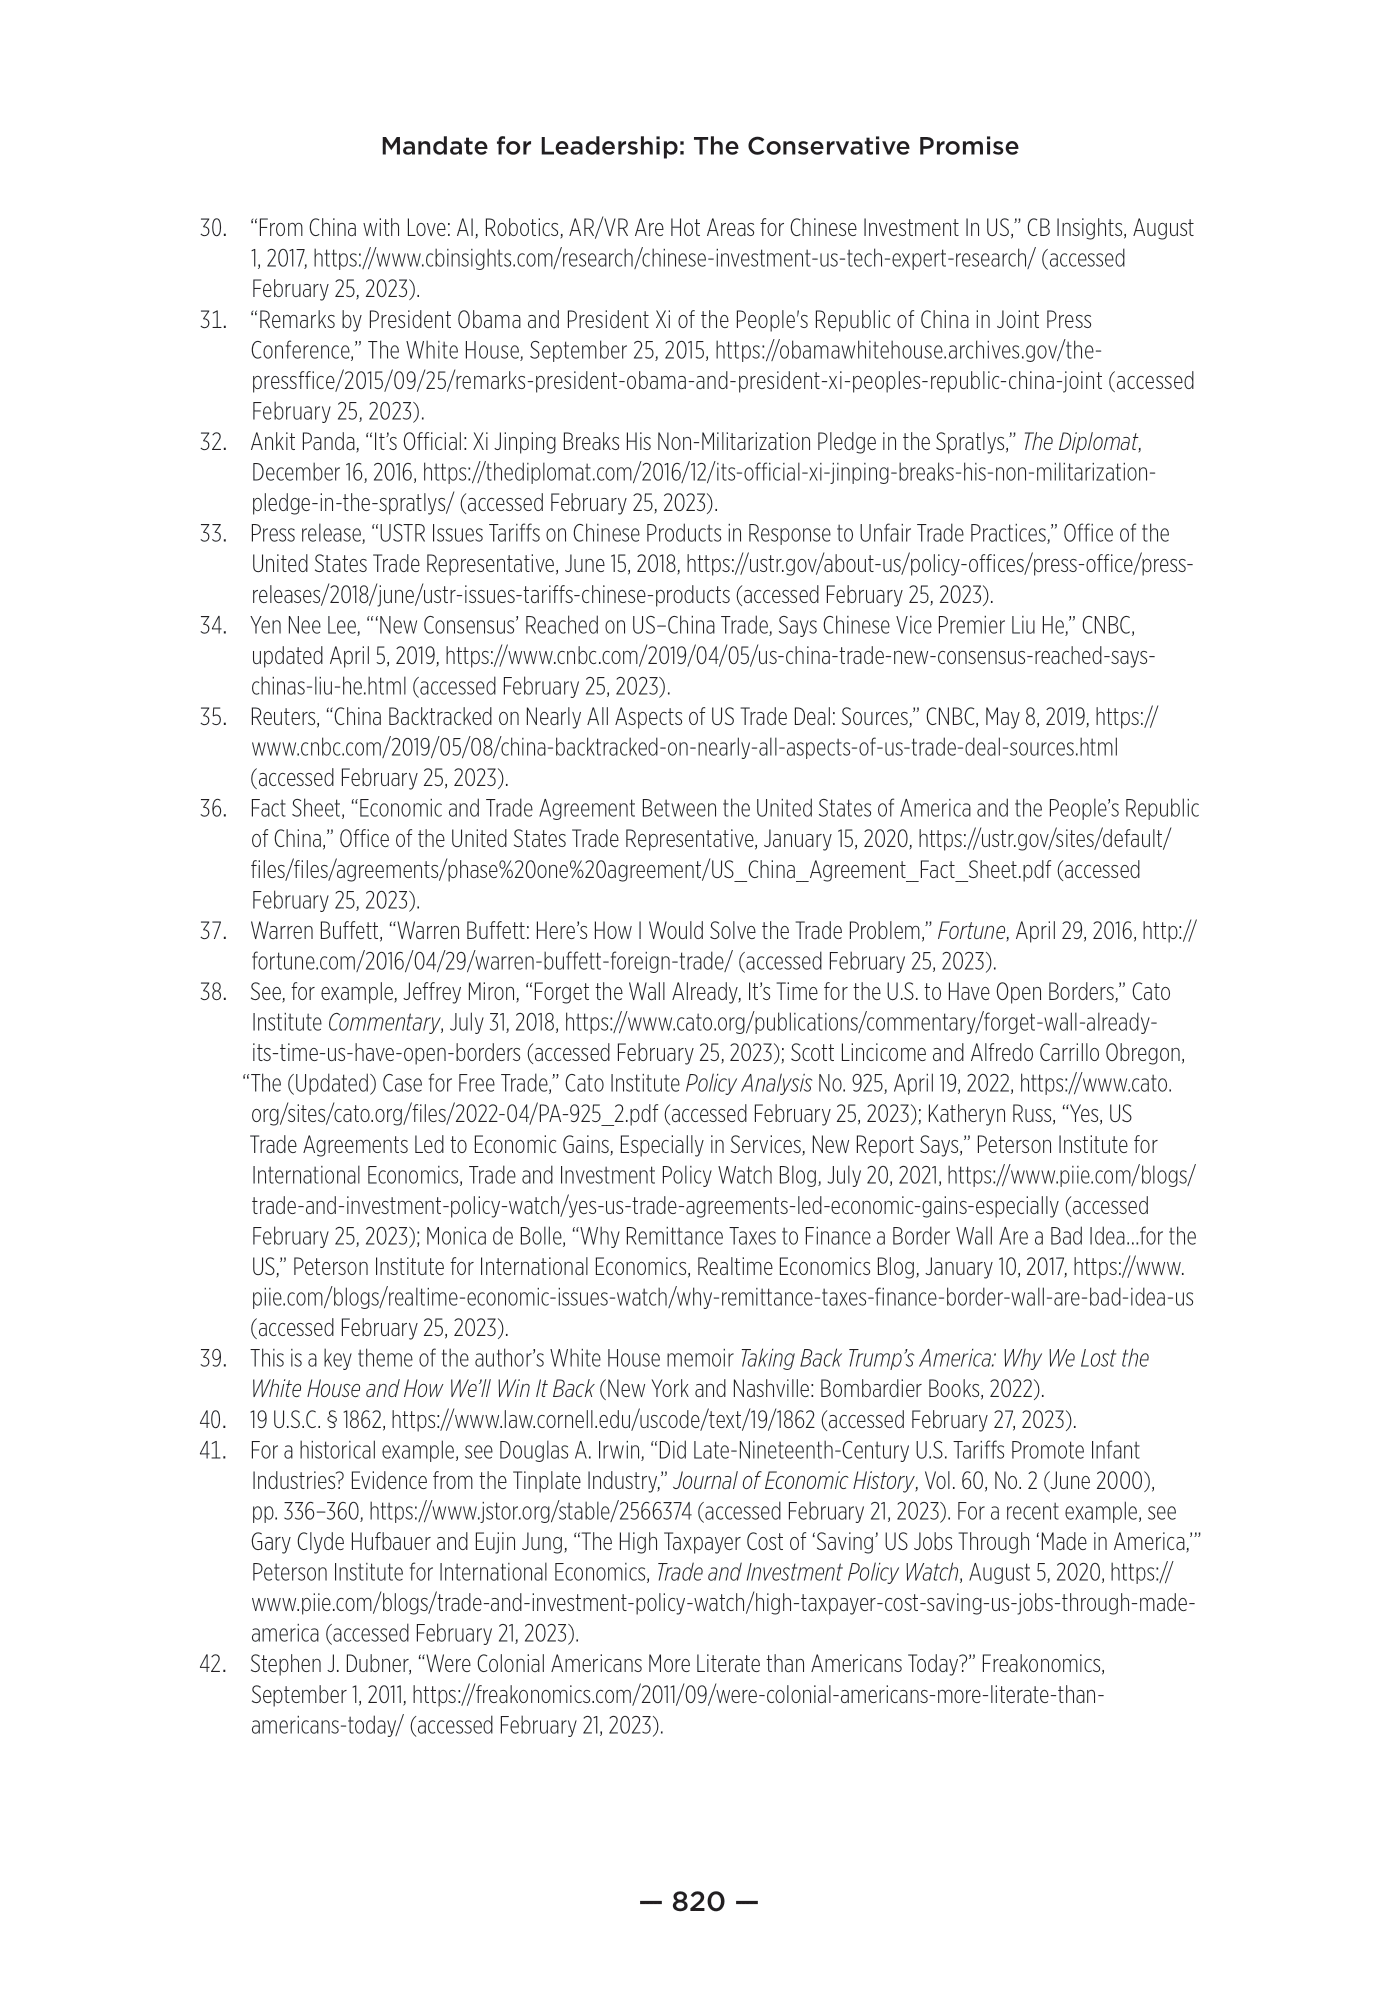 Mandate for Leadership: The Conservative Promise
30. “From China with Love: AI, Robotics, AR/VR Are Hot Areas for Chinese Investment In US,” CB Insights, August
1, 2017, https://www.cbinsights.com/research/chinese-investment-us-tech-expert-research/ (accessed
February 25, 2023).
31. “Remarks by President Obama and President Xi of the People's Republic of China in Joint Press
Conference,” The White House, September 25, 2015, https://obamawhitehouse.archives.gov/the-
pressffice/2015/09/25/remarks-president-obama-and-president-xi-peoples-republic-china-joint (accessed
February 25, 2023).
32. Ankit Panda, “It’s Official: Xi Jinping Breaks His Non-Militarization Pledge in the Spratlys,” The Diplomat,
December 16, 2016, https://thediplomat.com/2016/12/its-official-xi-jinping-breaks-his-non-militarization-
pledge-in-the-spratlys/ (accessed February 25, 2023).
33. Press release, “USTR Issues Tariffs on Chinese Products in Response to Unfair Trade Practices,” Office of the
United States Trade Representative, June 15, 2018, https://ustr.gov/about-us/policy-offices/press-office/press-
releases/2018/june/ustr-issues-tariffs-chinese-products (accessed February 25, 2023).
34. Yen Nee Lee, “‘New Consensus’ Reached on US–China Trade, Says Chinese Vice Premier Liu He,” CNBC,
updated April 5, 2019, https://www.cnbc.com/2019/04/05/us-china-trade-new-consensus-reached-says-
chinas-liu-he.html (accessed February 25, 2023).
35. Reuters, “China Backtracked on Nearly All Aspects of US Trade Deal: Sources,” CNBC, May 8, 2019, https://
www.cnbc.com/2019/05/08/china-backtracked-on-nearly-all-aspects-of-us-trade-deal-sources.html
(accessed February 25, 2023).
36. Fact Sheet, “Economic and Trade Agreement Between the United States of America and the People’s Republic
of China,” Office of the United States Trade Representative, January 15, 2020, https://ustr.gov/sites/default/
files/files/agreements/phase%20one%20agreement/US_China_Agreement_Fact_Sheet.pdf (accessed
February 25, 2023).
37. Warren Buffett, “Warren Buffett: Here’s How I Would Solve the Trade Problem,” Fortune, April 29, 2016, http://
fortune.com/2016/04/29/warren-buffett-foreign-trade/ (accessed February 25, 2023).
38. See, for example, Jeffrey Miron, “Forget the Wall Already, It’s Time for the U.S. to Have Open Borders,” Cato
Institute Commentary, July 31, 2018, https://www.cato.org/publications/commentary/forget-wall-already-
its-time-us-have-open-borders (accessed February 25, 2023); Scott Lincicome and Alfredo Carrillo Obregon,
“The (Updated) Case for Free Trade,” Cato Institute Policy Analysis No. 925, April 19, 2022, https://www.cato.
org/sites/cato.org/files/2022-04/PA-925_2.pdf (accessed February 25, 2023); Katheryn Russ, “Yes, US
Trade Agreements Led to Economic Gains, Especially in Services, New Report Says,” Peterson Institute for
International Economics, Trade and Investment Policy Watch Blog, July 20, 2021, https://www.piie.com/blogs/
trade-and-investment-policy-watch/yes-us-trade-agreements-led-economic-gains-especially (accessed
February 25, 2023); Monica de Bolle, “Why Remittance Taxes to Finance a Border Wall Are a Bad Idea…for the
US,” Peterson Institute for International Economics, Realtime Economics Blog, January 10, 2017, https://www.
piie.com/blogs/realtime-economic-issues-watch/why-remittance-taxes-finance-border-wall-are-bad-idea-us
(accessed February 25, 2023).
39. This is a key theme of the author’s White House memoir Taking Back Trump’s America: Why We Lost the
White House and How We’ll Win It Back (New York and Nashville: Bombardier Books, 2022).
40. 19 U.S.C. § 1862, https://www.law.cornell.edu/uscode/text/19/1862 (accessed February 27, 2023).
41. For a historical example, see Douglas A. Irwin, “Did Late-Nineteenth-Century U.S. Tariffs Promote Infant
Industries? Evidence from the Tinplate Industry,” Journal of Economic History, Vol. 60, No. 2 (June 2000),
pp. 336–360, https://www.jstor.org/stable/2566374 (accessed February 21, 2023). For a recent example, see
Gary Clyde Hufbauer and Eujin Jung, “The High Taxpayer Cost of ‘Saving’ US Jobs Through ‘Made in America,’”
Peterson Institute for International Economics, Trade and Investment Policy Watch, August 5, 2020, https://
www.piie.com/blogs/trade-and-investment-policy-watch/high-taxpayer-cost-saving-us-jobs-through-made-
america (accessed February 21, 2023).
42. Stephen J. Dubner, “Were Colonial Americans More Literate than Americans Today?” Freakonomics,
September 1, 2011, https://freakonomics.com/2011/09/were-colonial-americans-more-literate-than-
americans-today/ (accessed February 21, 2023).
— 820 —